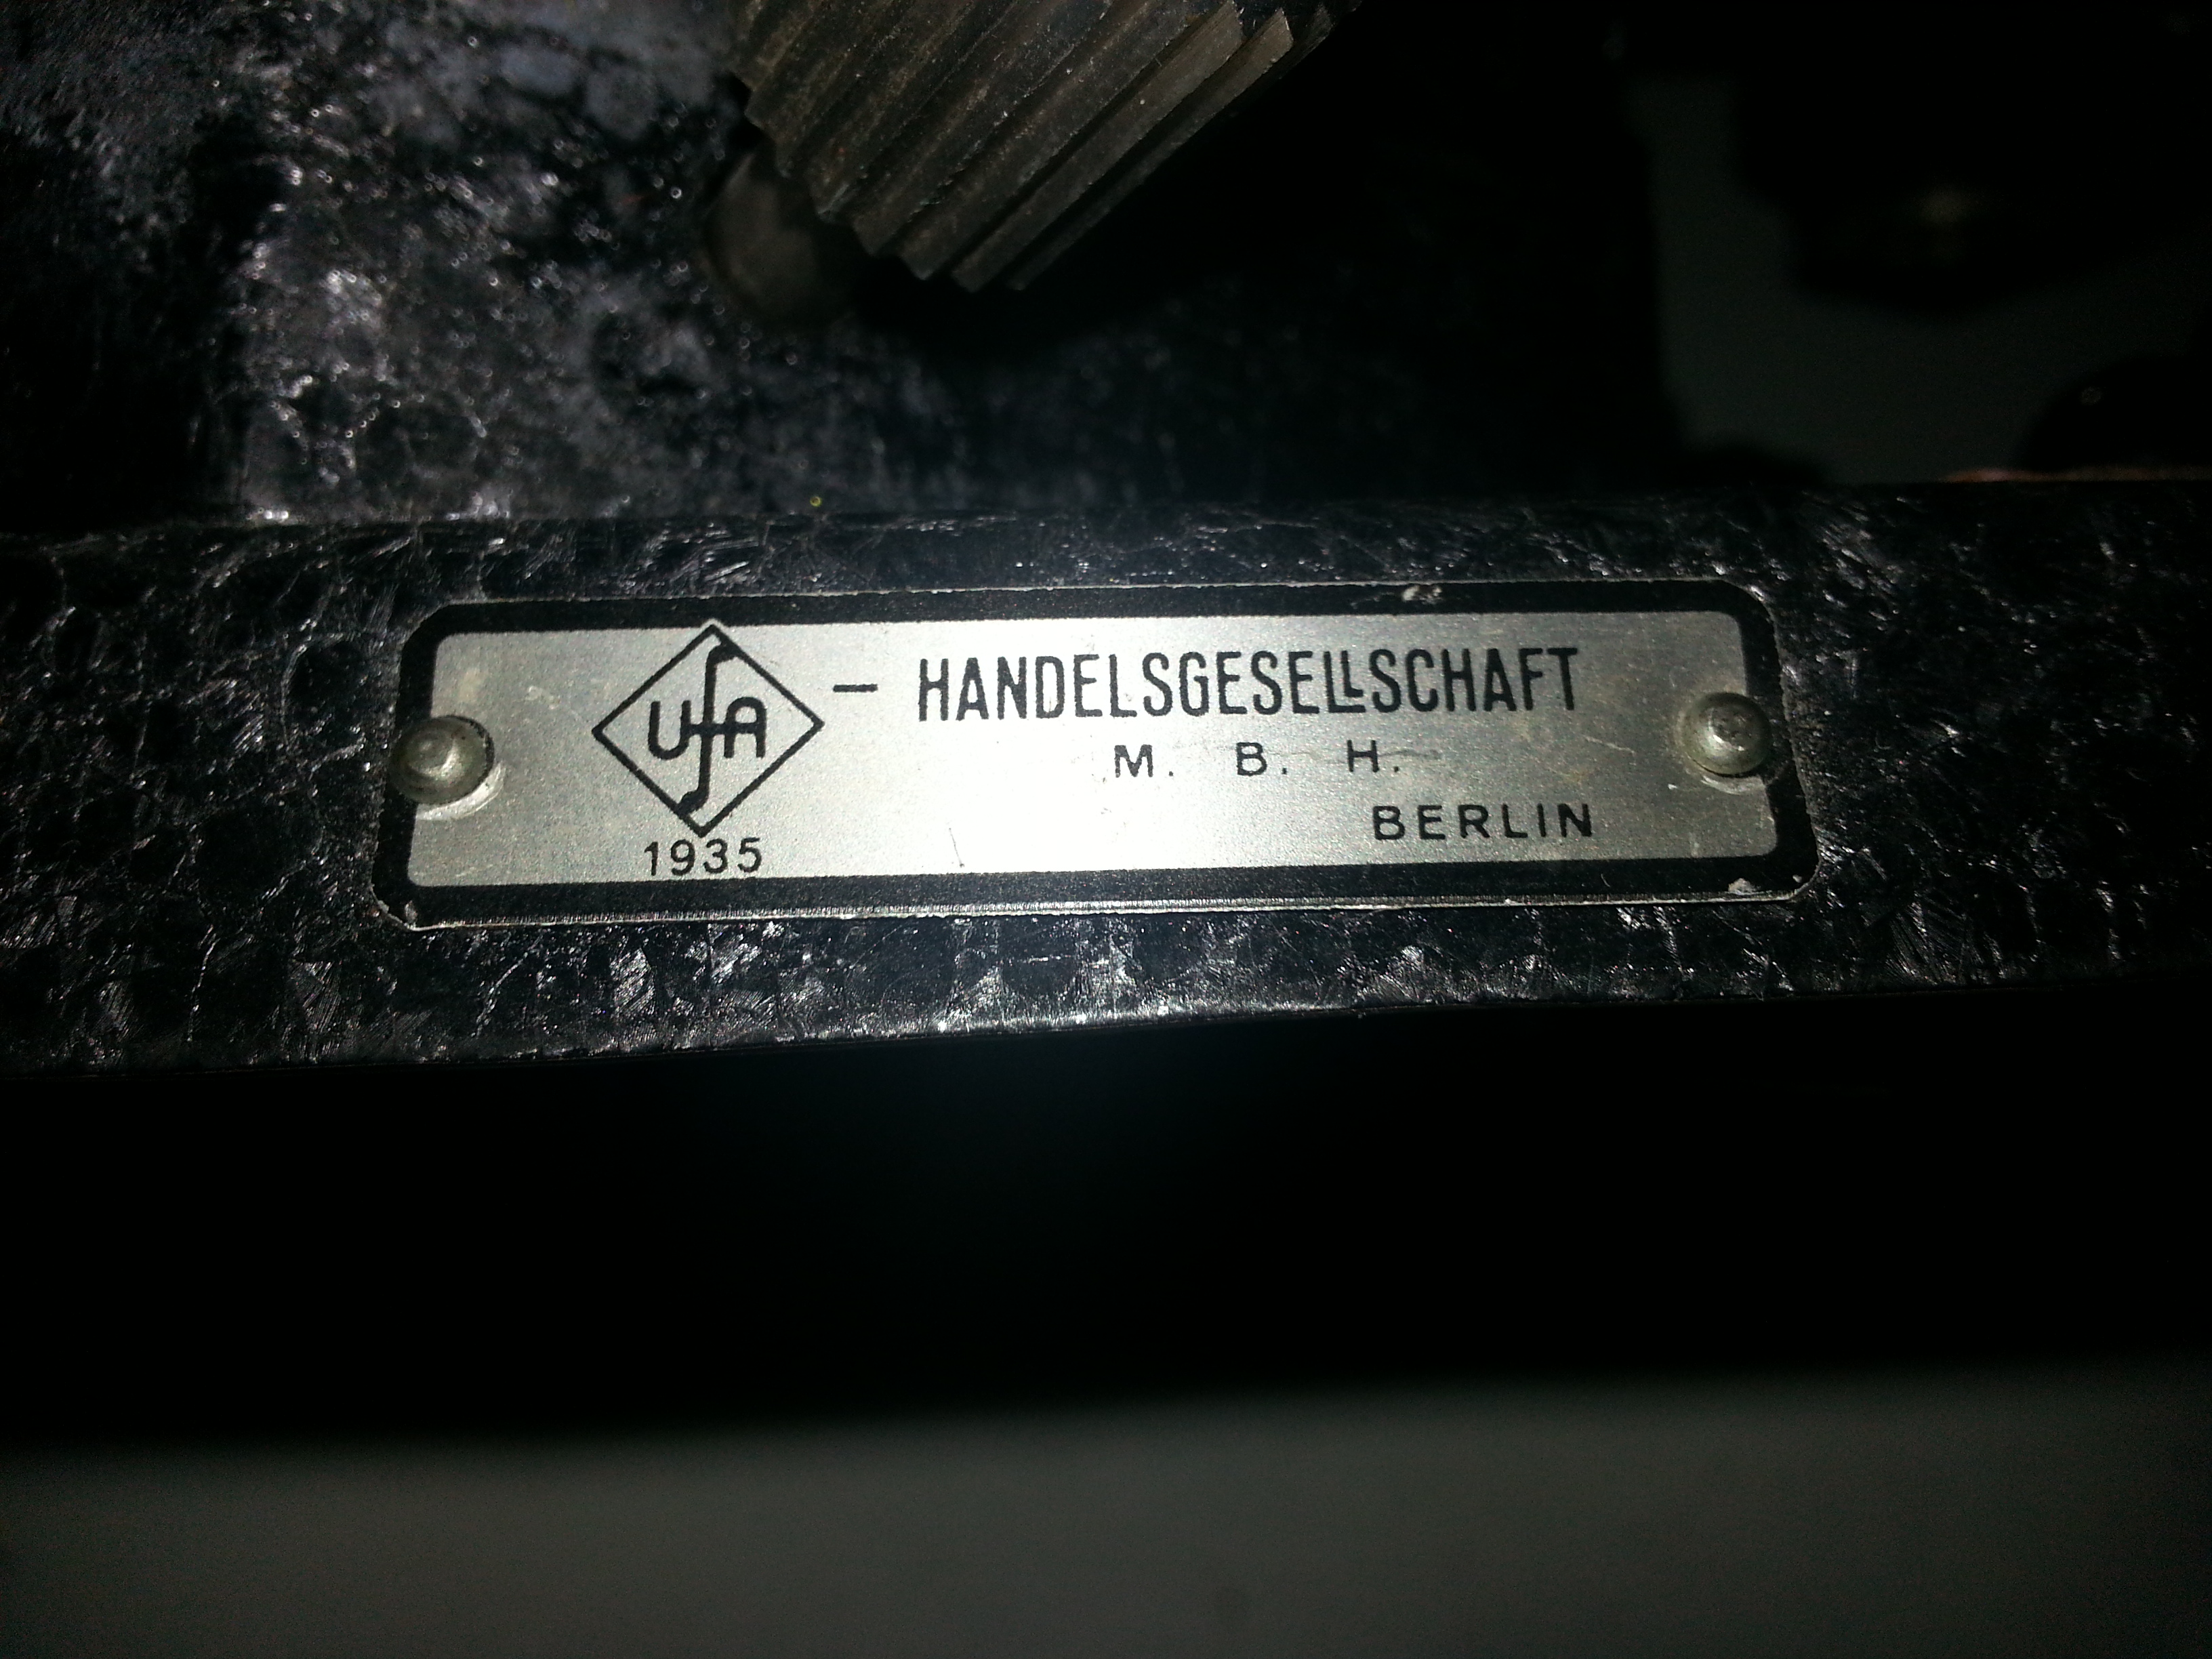 UfA – HANDELSGESELLSCHAFT
M. B. H.
BERLIN
1935